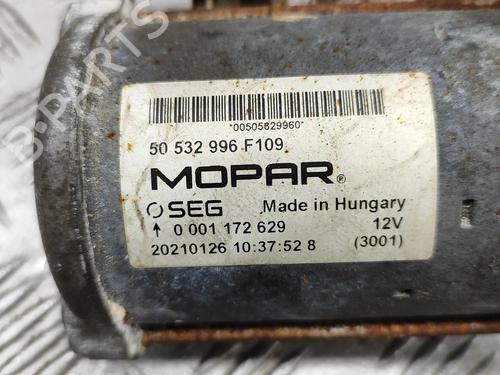 *00505329960*
50 532 996 F109
MOPAR®
SEG Made in Hungary
↑ 0 001 172 629 12V
20210126 10:37:52 8 (3001)
B-PARTS